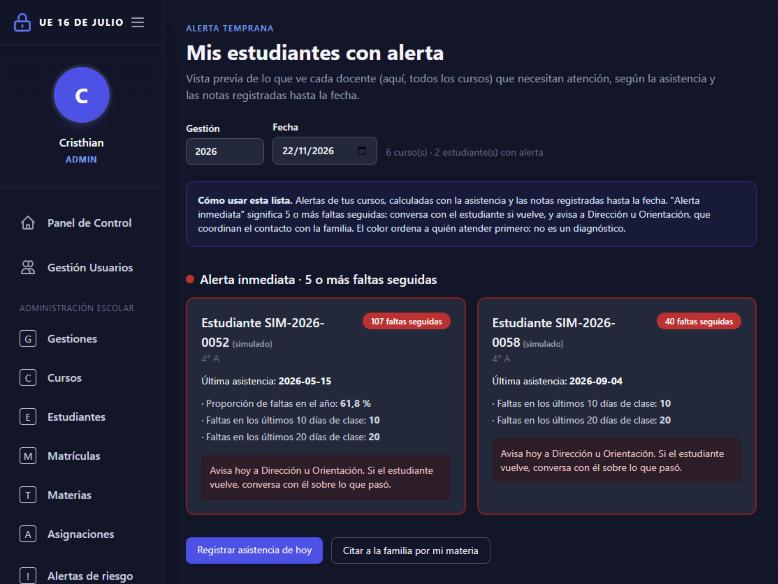 UE 16 DE JULIO
C
Cristhian
ADMIN
Panel de Control
Gestión Usuarios
ADMINISTRACIÓN ESCOLAR
G Gestiones
C Cursos
E Estudiantes
M Matrículas
T Materias
A Asignaciones
! Alertas de riesgo
ALERTA TEMPRANA
Mis estudiantes con alerta
Vista previa de lo que ve cada docente (aquí, todos los cursos) que necesitan atención, según la asistencia y
las notas registradas hasta la fecha.
Gestión
2026
Fecha
22/11/2026
6 curso(s) · 2 estudiante(s) con alerta
Cómo usar esta lista. Alertas de tus cursos, calculadas con la asistencia y las notas registradas hasta la fecha. "Alerta
inmediata" significa 5 o más faltas seguidas: conversa con el estudiante si vuelve, y avisa a Dirección u Orientación, que
coordinan el contacto con la familia. El color ordena a quién atender primero: no es un diagnóstico.
Alerta inmediata · 5 o más faltas seguidas
Estudiante SIM-2026-
0052 (simulado)
107 faltas seguidas
4° A
Última asistencia: 2026-05-15
· Proporción de faltas en el año: 61,8 %
· Faltas en los últimos 10 días de clase: 10
· Faltas en los últimos 20 días de clase: 20
Avisa hoy a Dirección u Orientación. Si el estudiante
vuelve, conversa con él sobre lo que pasó.
Estudiante SIM-2026-
0058 (simulado)
40 faltas seguidas
4° A
Última asistencia: 2026-09-04
· Faltas en los últimos 10 días de clase: 10
· Faltas en los últimos 20 días de clase: 20
Avisa hoy a Dirección u Orientación. Si el estudiante
vuelve, conversa con él sobre lo que pasó.
Registrar asistencia de hoy
Citar a la familia por mi materia